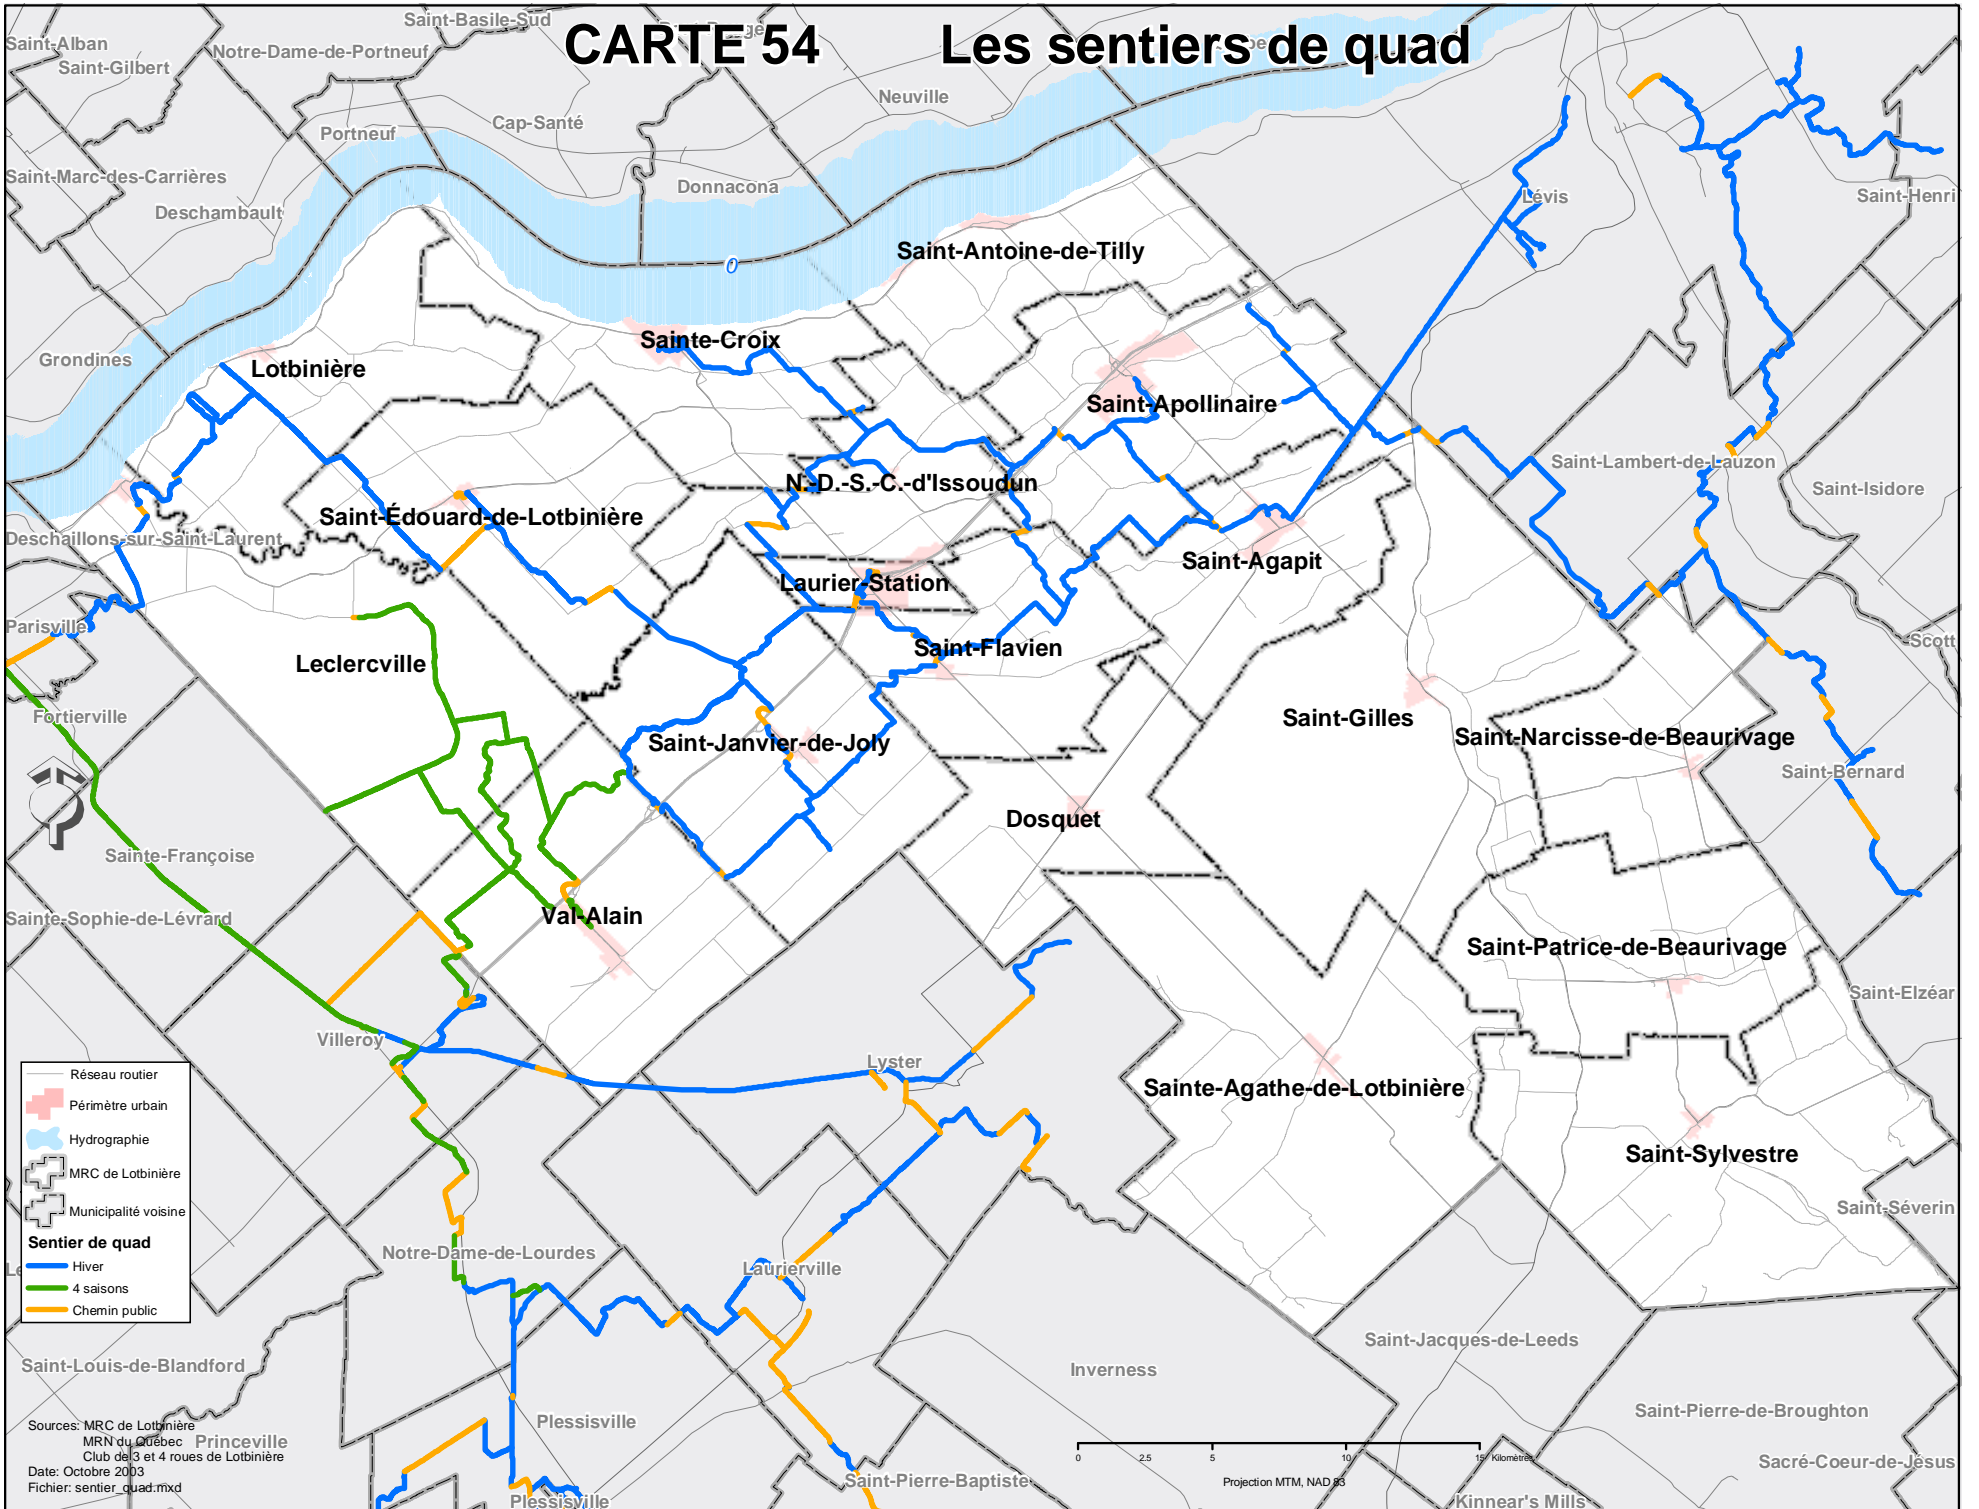 CARTE 54 Les sentiers de quad
Saint-Basile-Sud
Saint-Alban
Notre-Dame-de-Portneuf
Saint-Gilbert
Neuville
Cap-Santé
Portneuf
Saint-Marc-des-Carrières
Donnacona
Deschambault
Lévis
Saint-Henri
Saint-Antoine-de-Tilly
0
Sainte-Croix
Grondines
Lotbinière
Saint-Apollinaire
Saint-Lambert-de-Lauzon
N.-D.-S.-C.-d'Issoudun
Saint-Isidore
Saint-Édouard-de-Lotbinière
Deschaillons-sur-Saint-Laurent
Saint-Agapit
Laurier-Station
Parisville
Saint-Flavien
Scott
Leclercville
Fortierville
Saint-Gilles
Saint-Narcisse-de-Beaurivage
Saint-Janvier-de-Joly
Saint-Bernard
Dosquet
Sainte-Françoise
Val-Alain
Sainte-Sophie-de-Lévrard
Saint-Patrice-de-Beaurivage
Saint-Elzéar
Villeroy
Lyster
Sainte-Agathe-de-Lotbinière
Saint-Sylvestre
Saint-Séverin
Réseau routier
Périmètre urbain
Hydrographie
MRC de Lotbinière
Municipalité voisine
Sentier de quad
Hiver
4 saisons
Chemin public
Le
Notre-Dame-de-Lourdes
Laurierville
Saint-Jacques-de-Leeds
Saint-Louis-de-Blandford
Inverness
Saint-Pierre-de-Broughton
Plessisville
Princeville
Sacré-Coeur-de-Jésus
Saint-Pierre-Baptiste
Plessisville
Kinnear's Mills
Sources: MRC de Lotbinière
MRN du Québec
Club de 3 et 4 roues de Lotbinière
Date: Octobre 2003
Fichier: sentier_quad.mxd
0 2.5 5 10 15 Kilomètres
Projection MTM, NAD 83